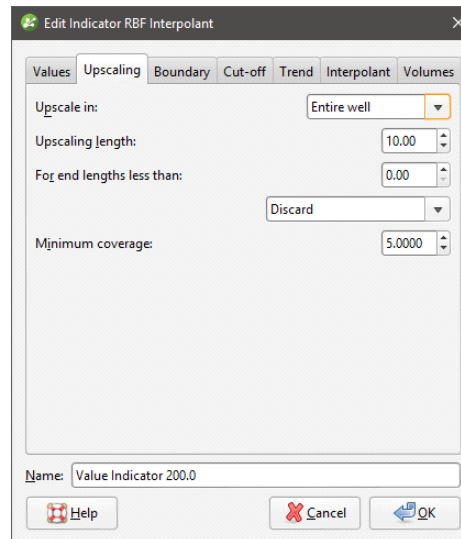 Edit Indicator RBF Interpolant
Values Upscaling Boundary Cut-off Trend Interpolant Volumes
Upscale in: Entire well
Upscaling length: 10.00
For end lengths less than: 0.00
Discard
Minimum coverage: 5.0000
Name: Value Indicator 200.0
Help Cancel OK